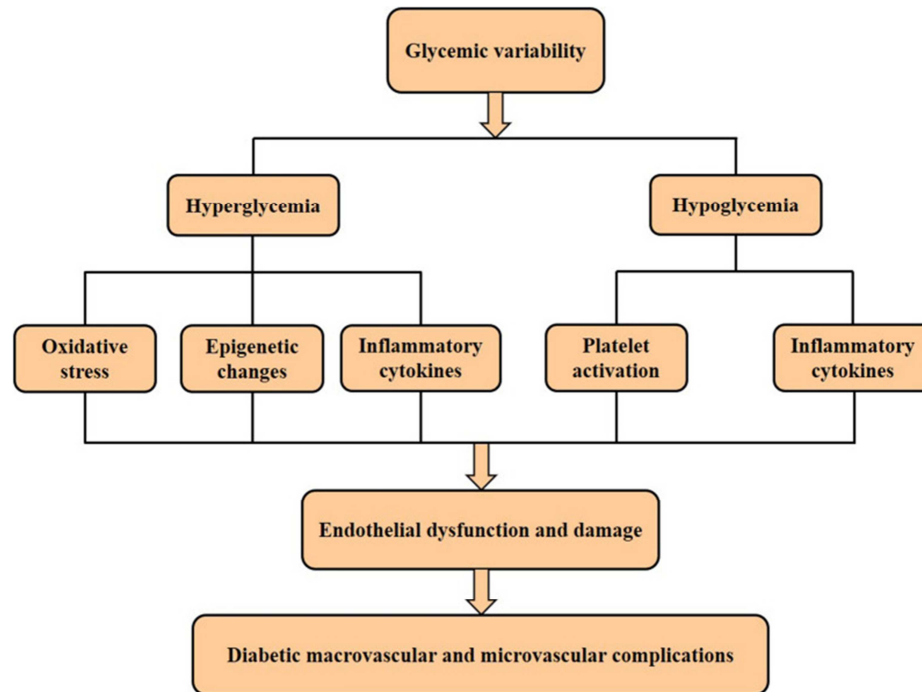 Glycemic variability
Hyperglycemia
Hypoglycemia
Oxidative
stress
Epigenetic
changes
Inflammatory
cytokines
Platelet
activation
Inflammatory
cytokines
Endothelial dysfunction and damage
Diabetic macrovascular and microvascular complications